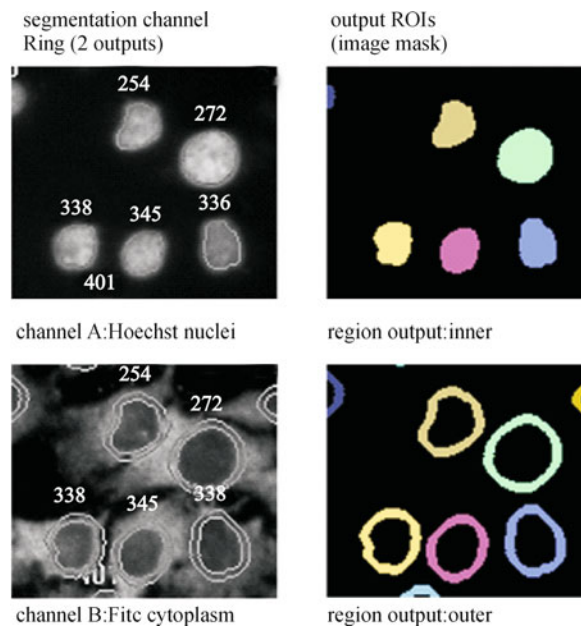 segmentation channel
Ring (2 outputs)
output ROIs
(image mask)
254
272
338
345
336
401
channel A:Hoechst nuclei
region output:inner
254
272
338
345
338
channel B:Fitc cytoplasm
region output:outer